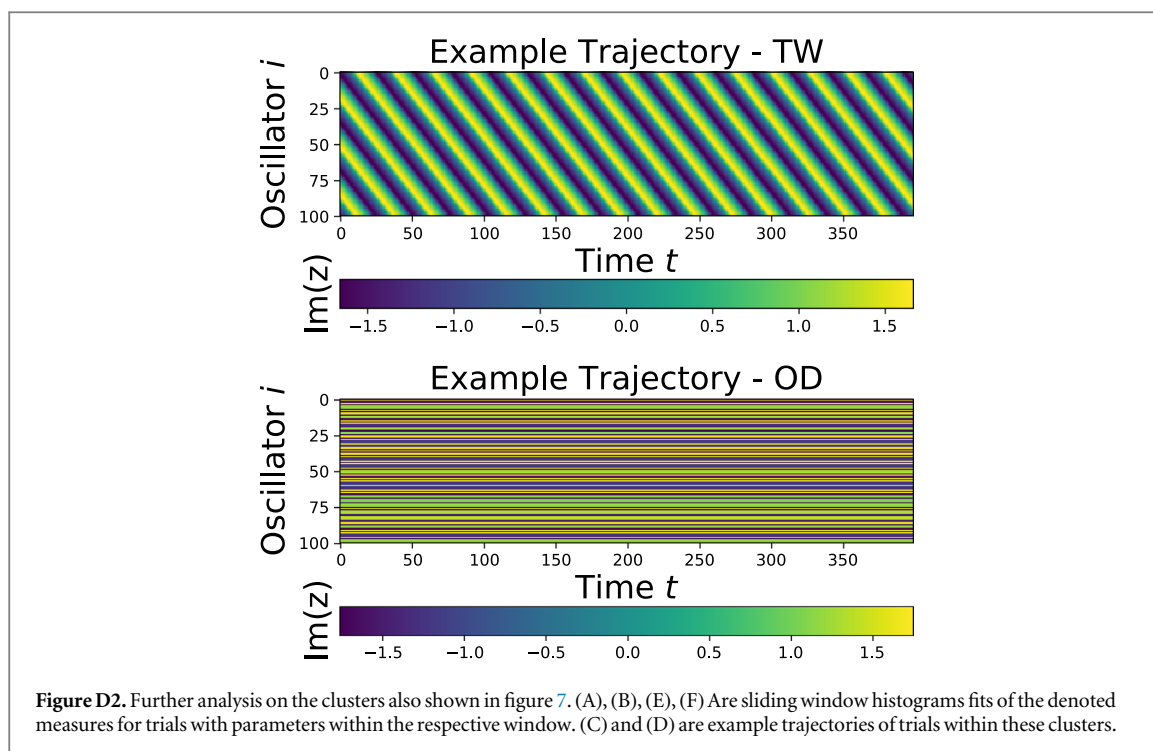 Example Trajectory - TW
Oscillator i
0
25
50
75
100
0 50 100 150 200 250 300 350
Time t
Im(z)
−1.5 −1.0 −0.5 0.0 0.5 1.0 1.5
Example Trajectory - OD
Oscillator i
0
25
50
75
100
0 50 100 150 200 250 300 350
Time t
Im(z)
−1.5 −1.0 −0.5 0.0 0.5 1.0 1.5
Figure D2. Further analysis on the clusters also shown in figure 7. (A), (B), (E), (F) Are sliding window histograms fits of the denoted
measures for trials with parameters within the respective window. (C) and (D) are example trajectories of trials within these clusters.